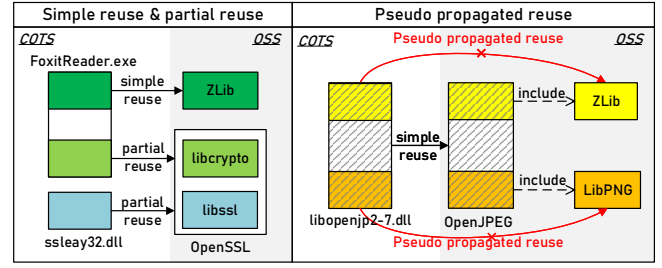 Simple reuse & partial reuse
COTS
OSS
FoxitReader.exe
simple
reuse
ZLib
partial
reuse
libcrypto
partial
reuse
libssl
ssleay32.dll
OpenSSL
Pseudo propagated reuse
COTS
Pseudo propagated reuse
OSS
include
ZLib
simple
reuse
include
LibPNG
libopenjp2-7.dll
OpenJPEG
Pseudo propagated reuse